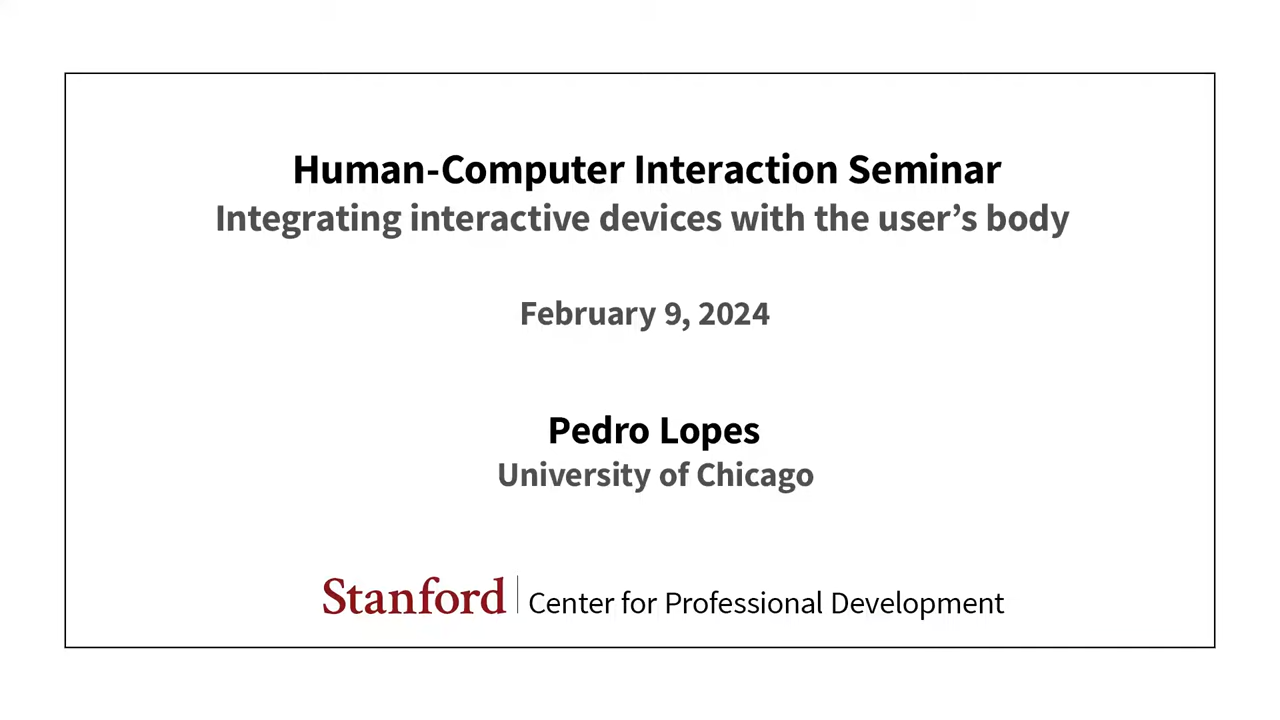 Human-Computer Interaction Seminar
Integrating interactive devices with the user’s body
February 9, 2024
Pedro Lopes
University of Chicago
Stanford | Center for Professional Development